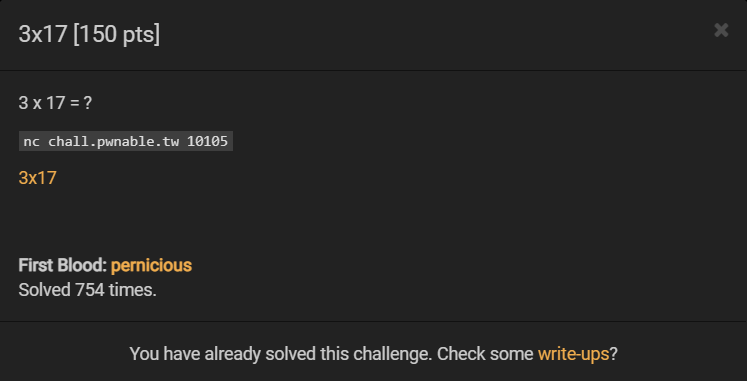 3x17 [150 pts]
×
3 x 17 = ?
nc chall.pwnable.tw 10105
3x17
First Blood: pernicious
Solved 754 times.
You have already solved this challenge. Check some write-ups?